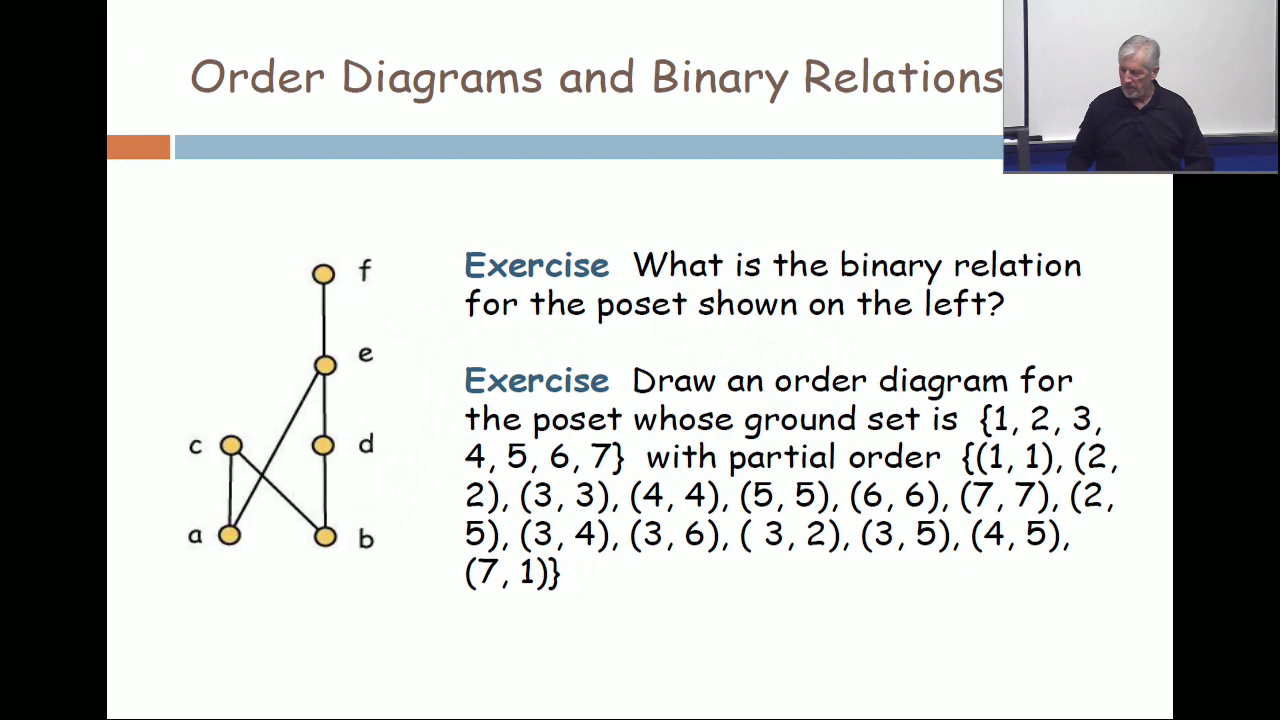 Order Diagrams and Binary Relations
f
e
c
d
a
b
Exercise What is the binary relation
for the poset shown on the left?
Exercise Draw an order diagram for
the poset whose ground set is {1, 2, 3,
4, 5, 6, 7} with partial order {(1, 1), (2,
2), (3, 3), (4, 4), (5, 5), (6, 6), (7, 7), (2,
5), (3, 4), (3, 6), ( 3, 2), (3, 5), (4, 5),
(7, 1)}